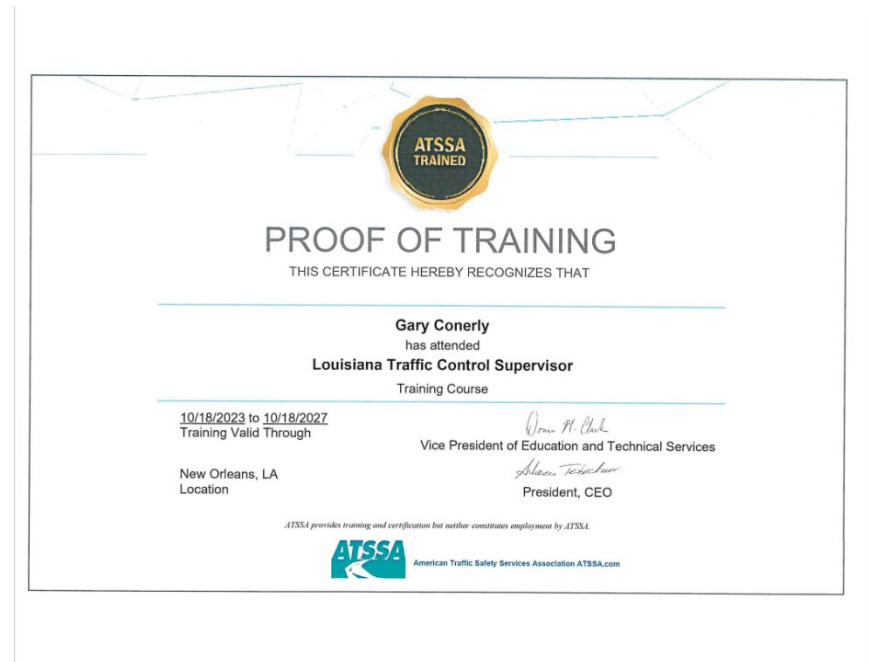 ATSSA
TRAINED
PROOF OF TRAINING
THIS CERTIFICATE HEREBY RECOGNIZES THAT
Gary Conerly
has attended
Louisiana Traffic Control Supervisor
Training Course
10/18/2023 to 10/18/2027
Training Valid Through
Donna M. Clark
Vice President of Education and Technical Services
New Orleans, LA
Location
Tetschner
President, CEO
ATSSA provides training and certification but neither constitutes employment by ATSSA.
ATSSA
American Traffic Safety Services Association ATSSA.com